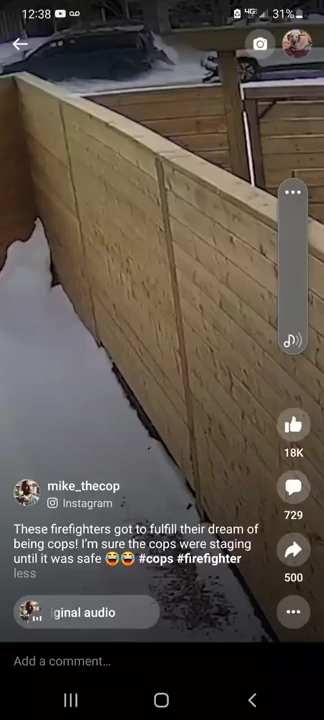 12:38
4G
31%
18K
mike_thecop
Instagram
729
These firefighters got to fulfill their dream of
being cops! I'm sure the cops were staging
until it was safe 😂😂 #cops #firefighter
less
500
ginal audio
Add a comment...